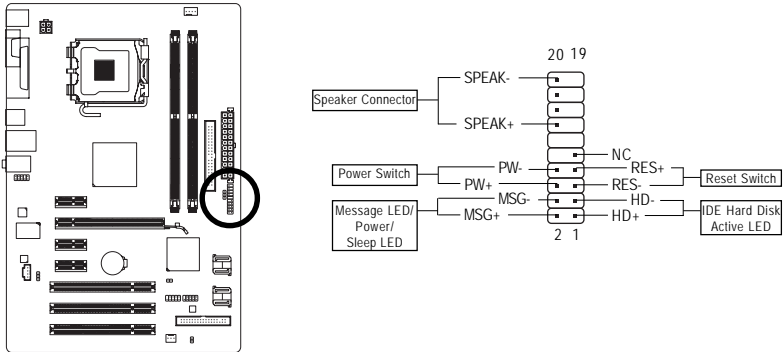 20 19
SPEAK-
Speaker Connector
SPEAK+
NC
PW-
RES+
Power Switch
Reset Switch
PW+
RES-
MSG-
HD-
Message LED/
Power/
Sleep LED
IDE Hard Disk
Active LED
MSG+
HD+
2 1